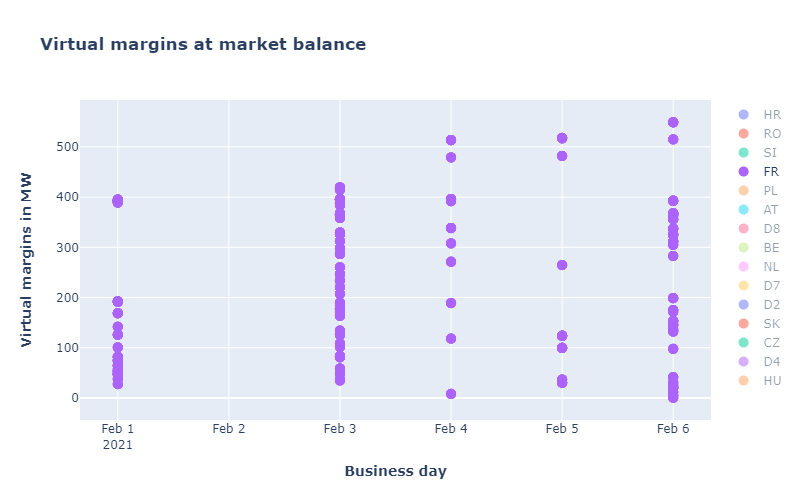 Virtual margins at market balance
Virtual margins in MW
500
400
300
200
100
0
Feb 1
2021
Feb 2
Feb 3
Feb 4
Feb 5
Feb 6
Business day
HR
RO
SI
FR
PL
AT
D8
BE
NL
D7
D2
SK
CZ
D4
HU